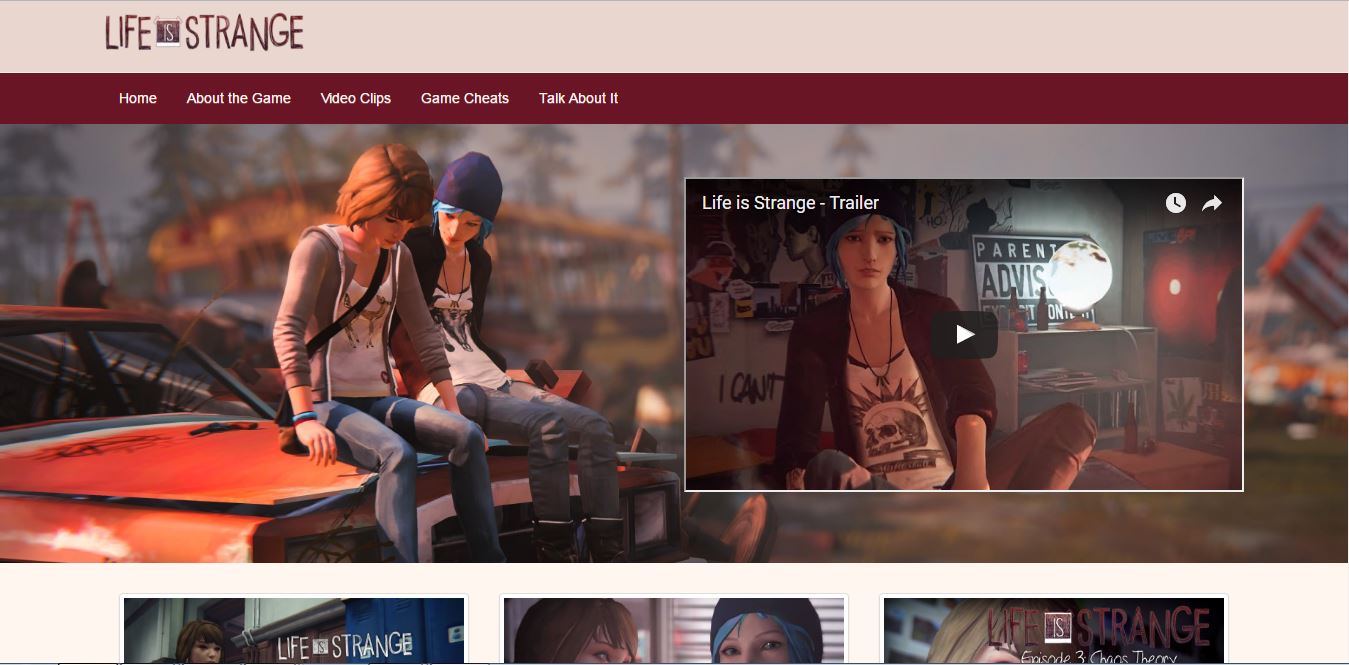 LIFE IS STRANGE
Home About the Game Video Clips Game Cheats Talk About It
Life is Strange - Trailer
HO.
PARENT
ADVIS
I CAN'T
LIFE IS STRANGE
LIFE IS STRANGE
Episode 3: Chaos Theory